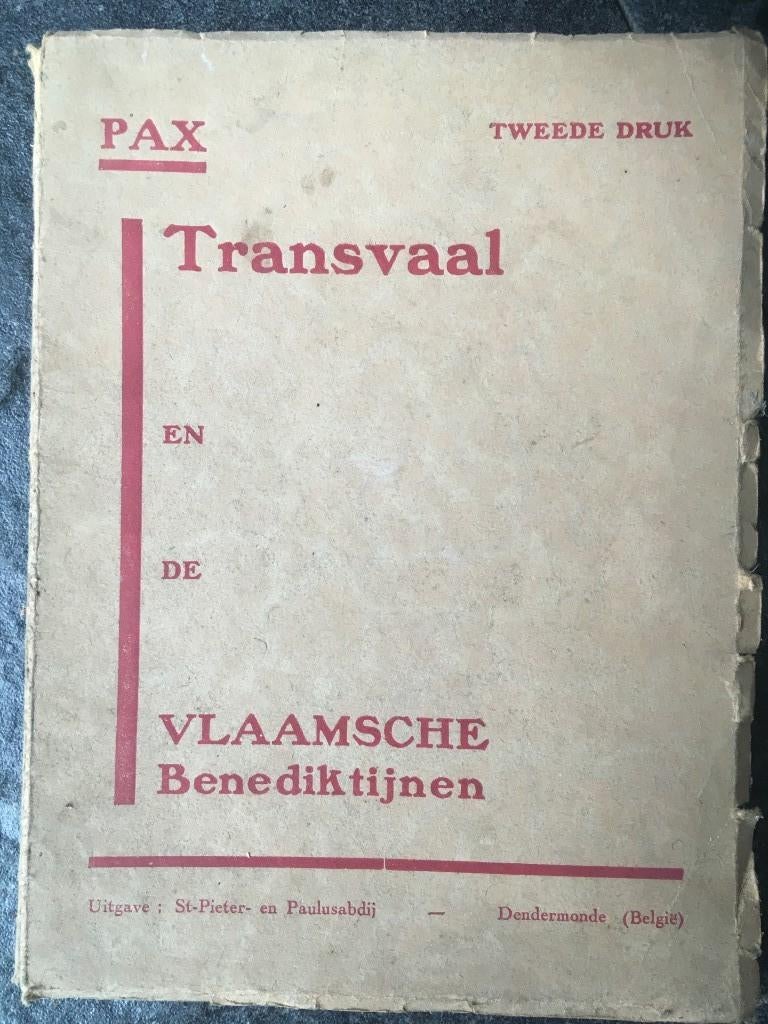 PAX
TWEEDE DRUK
Transvaal
EN
DE
VLAAMSCHE
Benediktijnen
Uitgave : St-Pieter- en Paulusabdij — Dendermonde (België)